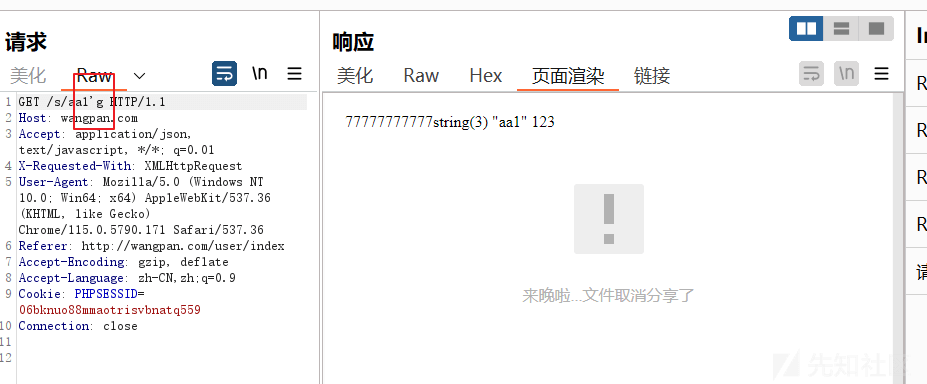 请求
美化 Raw \n
1 GET /s/aa1'g HTTP/1.1
2 Host: wangpan.com
3 Accept: application/json,
text/javascript, */*; q=0.01
4 X-Requested-With: XMLHttpRequest
5 User-Agent: Mozilla/5.0 (Windows NT
10.0; Win64; x64) AppleWebKit/537.36
(KHTML, like Gecko)
Chrome/115.0.5790.171 Safari/537.36
6 Referer: http://wangpan.com/user/index
7 Accept-Encoding: gzip, deflate
8 Accept-Language: zh-CN,zh;q=0.9
9 Cookie: PHPSESSID=
06bknuo88mmaotrisvbnatq559
10 Connection: close
11
12
响应
美化 Raw Hex 页面渲染 链接 \n
77777777777string(3) "aa1" 123
来晚啦...文件取消分享了
In
R
R
R
R
请
先知社区